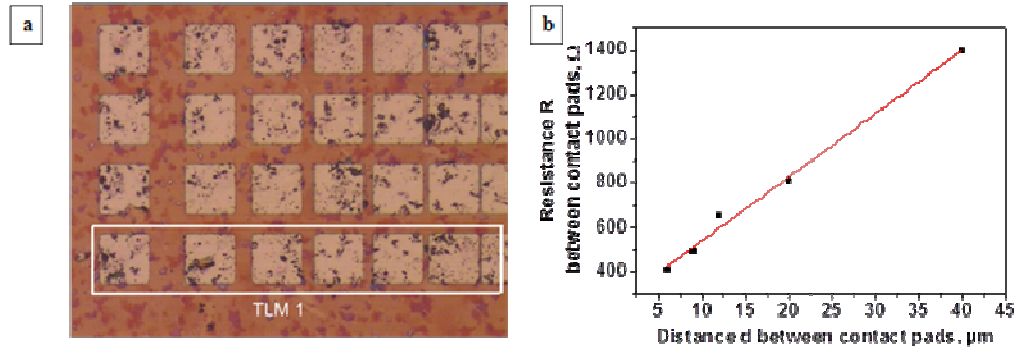 a
TLM 1
b
Resistance R
between contact pads, Ω
1400
1200
1000
800
600
400
5 10 15 20 25 30 35 40 45
Distance d between contact pads, μm